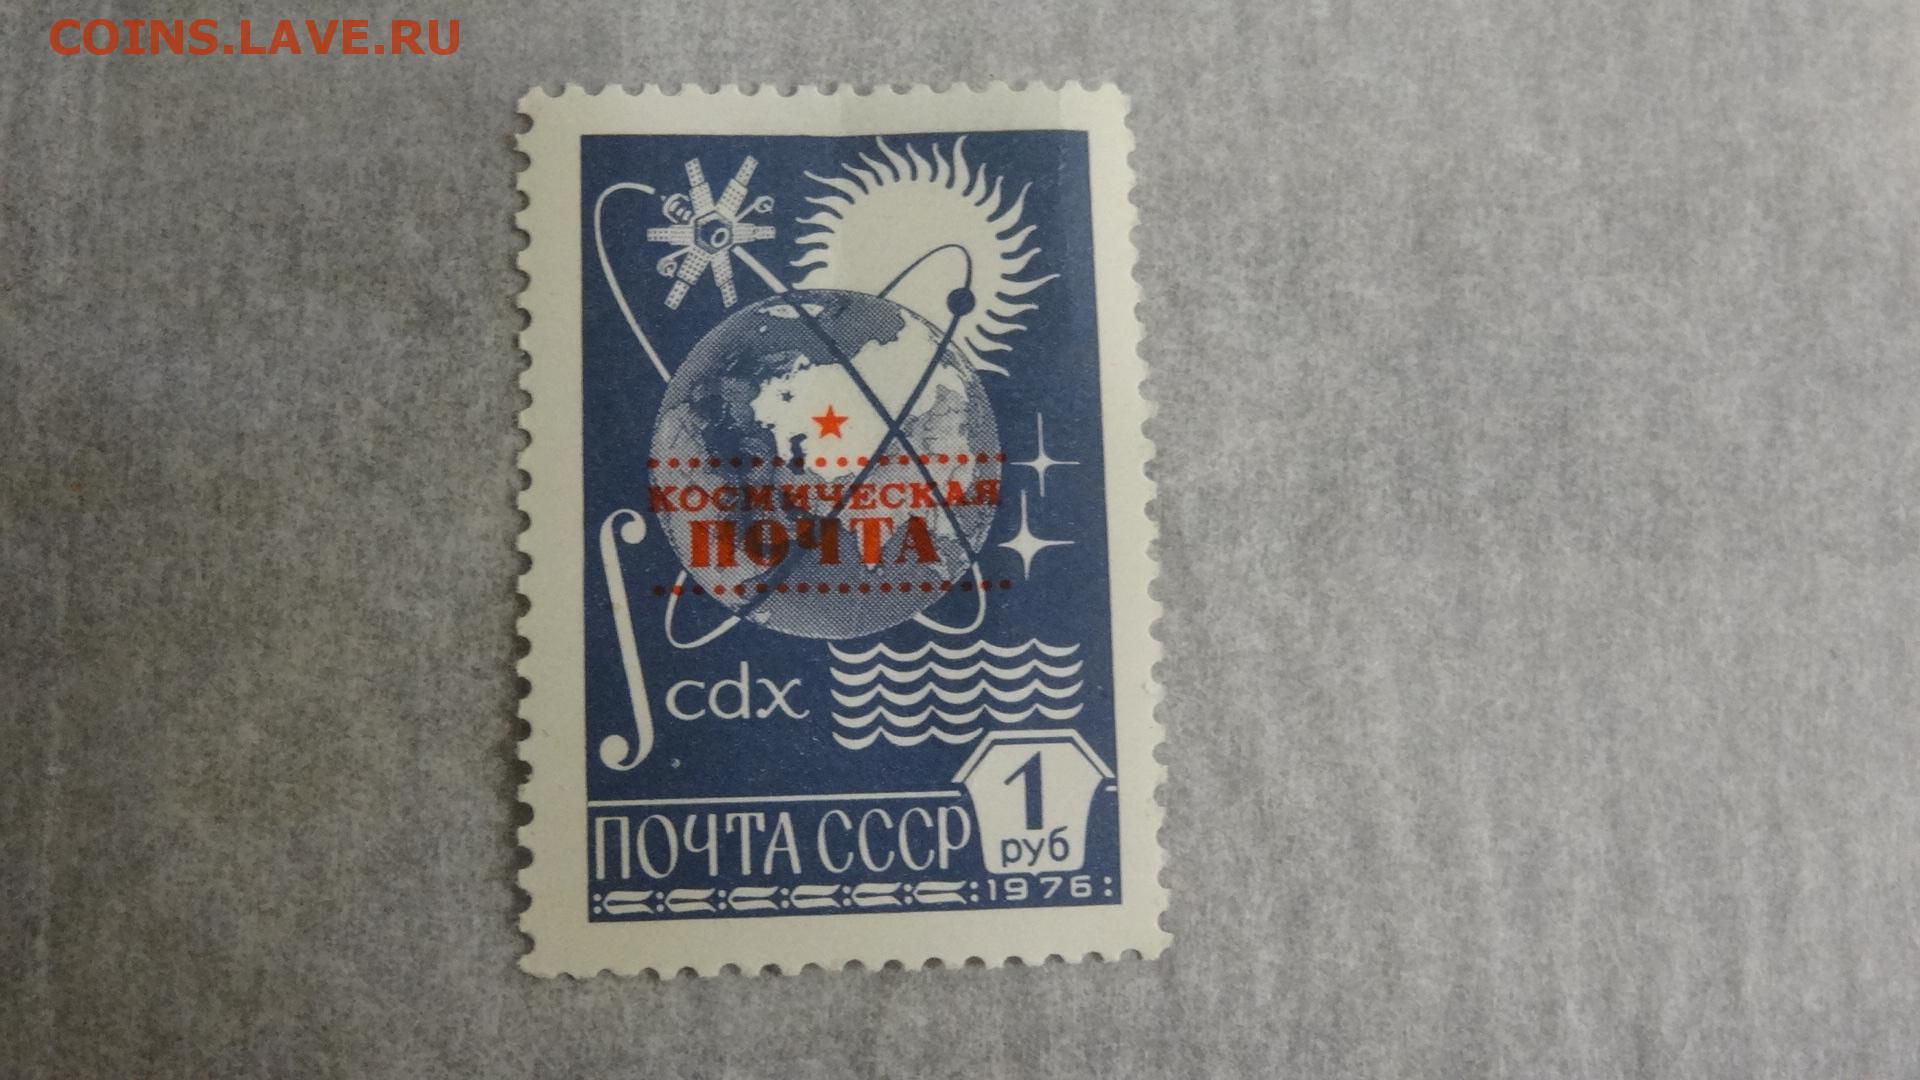 COINS.LAVE.RU
КОСМИЧЕСКАЯ
ПОЧТА
∫cdx
1
руб
ПОЧТА СССР
1976